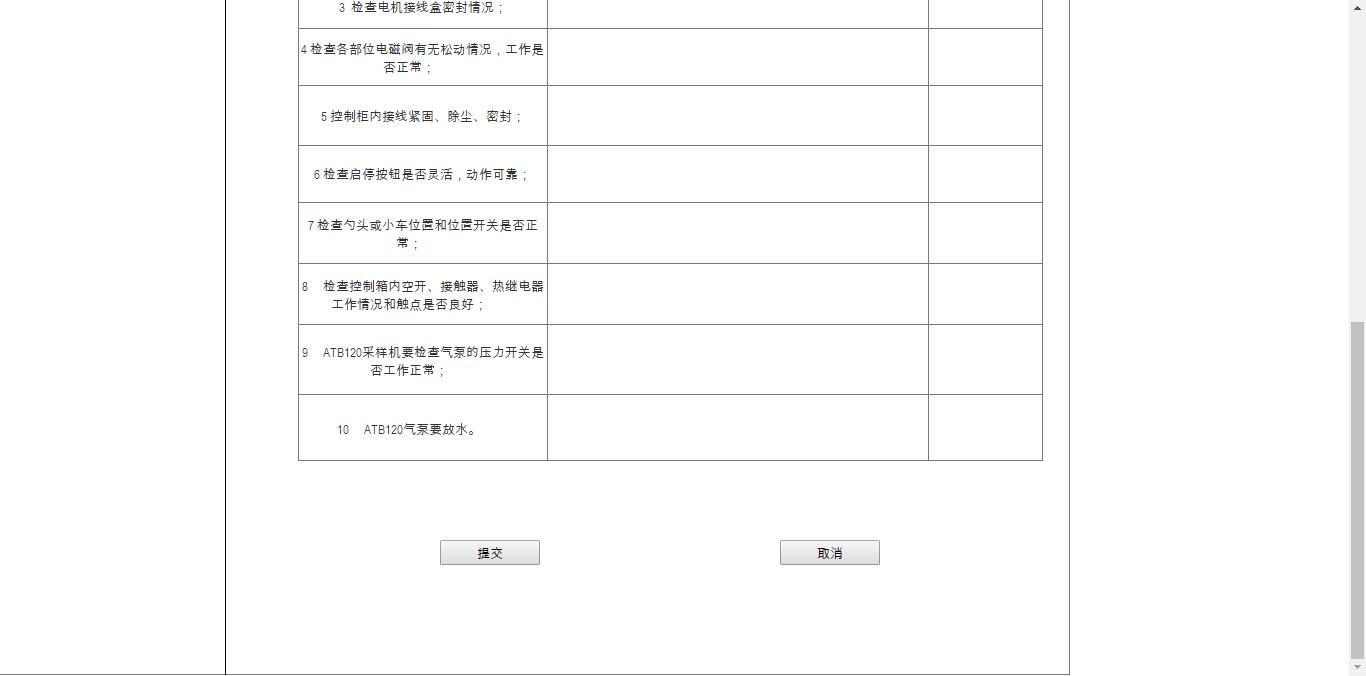 3 检查电机接线盒密封情况；
4 检查各部位电磁阀有无松动情况，工作是
否正常；
5 控制柜内接线紧固、除尘、密封；
6 检查启停按钮是否灵活，动作可靠；
7 检查勺头或小车位置和位置开关是否正
常；
8 检查控制箱内空开、接触器、热继电器
工作情况和触点是否良好；
9 ATB120采样机要检查气泵的压力开关是
否工作正常；
10 ATB120气泵要放水。
提交
取消